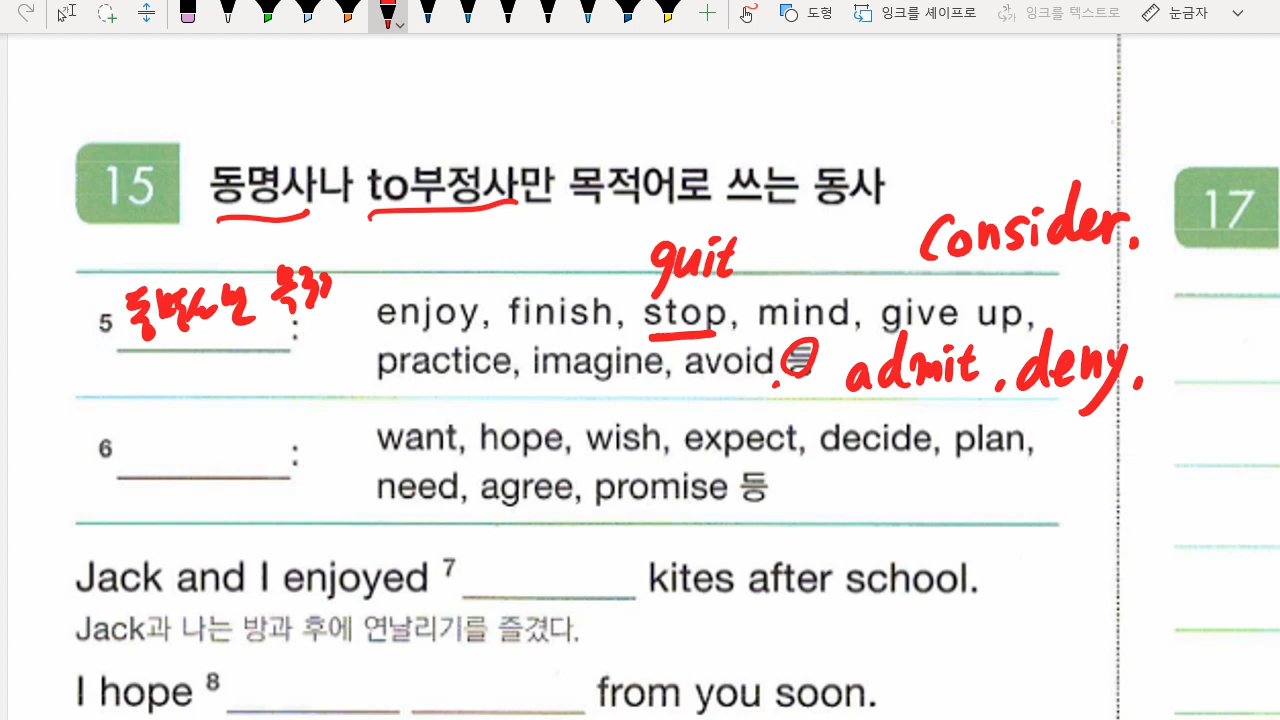 도형 잉크를 셰이프로 잉크를 텍스트로 눈금자
15 동명사나 to부정사만 목적어로 쓰는 동사
17
quit consider.
5 동명사만 :
enjoy, finish, stop, mind, give up,
practice, imagine, avoid 등 admit, deny.
6 :
want, hope, wish, expect, decide, plan,
need, agree, promise 등
Jack and I enjoyed 7 kites after school.
Jack과 나는 방과 후에 연날리기를 즐겼다.
I hope 8 from you soon.